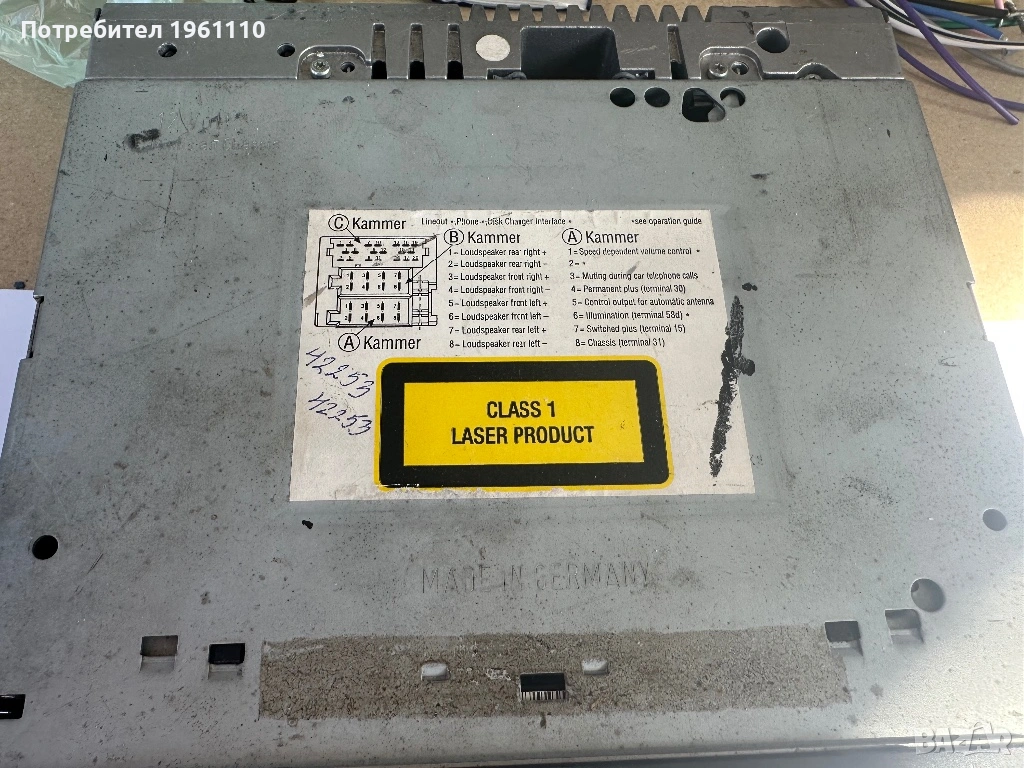 Потребител 1961110
Ⓒ Kammer Lineout •, Phone •, Disk Changer Interface • •see operation guide
Ⓑ Kammer
1= Loudspeaker rear right +
2= Loudspeaker rear right −
3= Loudspeaker front right +
4= Loudspeaker front right −
5= Loudspeaker front left +
6= Loudspeaker front left −
7= Loudspeaker rear left +
8= Loudspeaker rear left −
Ⓐ Kammer
1= Speed dependent volume control •
2= •
3= Muting during car telephone calls
4= Permanent plus (terminal 30)
5= Control output for automatic antenna
6= Illumination (terminal 58d) •
7= Switched plus (terminal 15)
8= Chassis (terminal 31)
Ⓐ Kammer
42253
42253
CLASS 1
LASER PRODUCT
MADE IN GERMANY
BAZAR